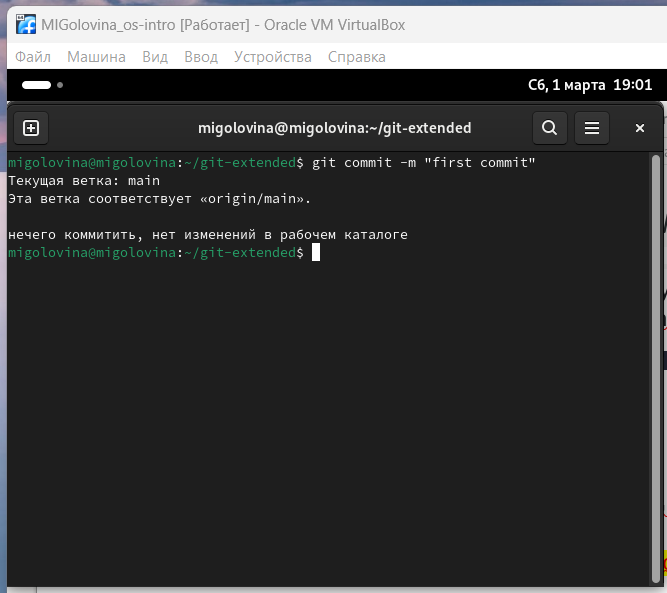 MIGolovina_os-intro [Работает] - Oracle VM VirtualBox
Файл Машина Вид Ввод Устройства Справка
Сб, 1 марта 19:01
migolovina@migolovina:~/git-extended
migolovina@migolovina:~/git-extended$ git commit -m "first commit"
Текущая ветка: main
Эта ветка соответствует «origin/main».
нечего коммитить, нет изменений в рабочем каталоге
migolovina@migolovina:~/git-extended$